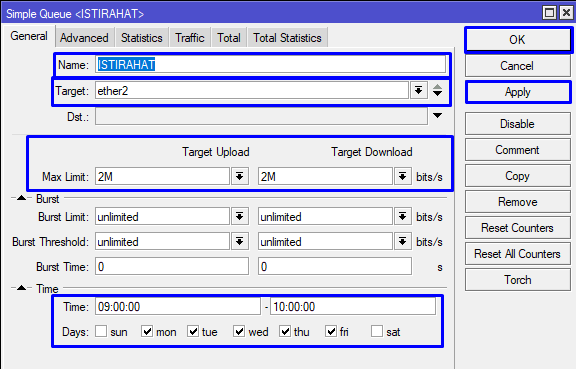 Simple Queue <ISTIRAHAT>
General Advanced Statistics Traffic Total Total Statistics
OK
Name: ISTIRAHAT
Cancel
Target: ether2
Apply
Dst.:
Disable
Target Upload Target Download
Comment
Max Limit: 2M 2M bits/s
Copy
Burst
Remove
Burst Limit: unlimited unlimited bits/s
Reset Counters
Burst Threshold: unlimited unlimited bits/s
Reset All Counters
Burst Time: 0 0 s
Torch
Time
Time: 09:00:00 - 10:00:00
Days: sun mon tue wed thu fri sat